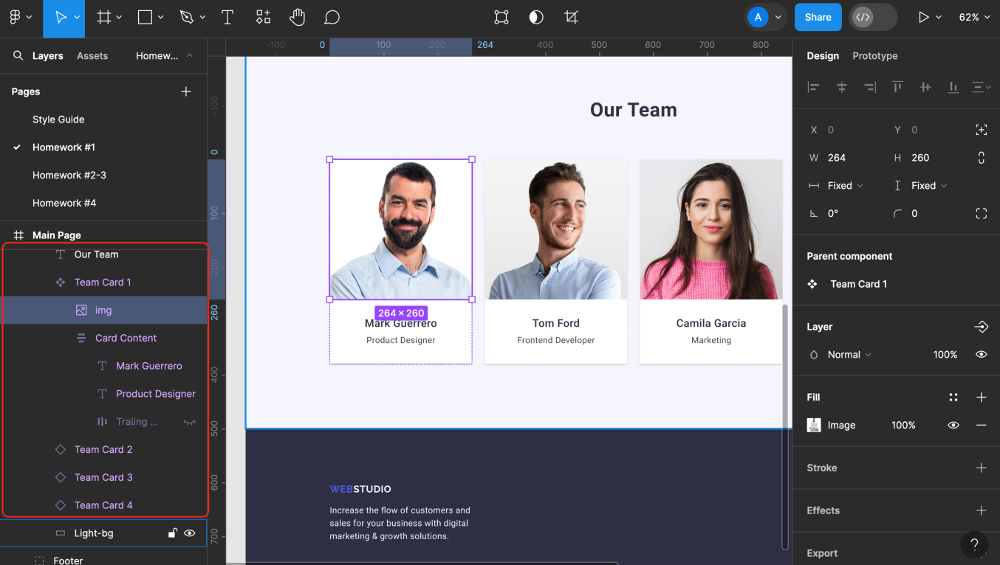 A
Share
62%
Layers
Assets
Homew...
Pages
Style Guide
Homework #1
Homework #2-3
Homework #4
Main Page
Our Team
Team Card 1
img
Card Content
Mark Guerrero
Product Designer
Traling ...
Team Card 2
Team Card 3
Team Card 4
Light-bg
Footer
-100 0 100 200 264 400 500 600 700 800
-100
0
100
200
260
400
500
600
700
Our Team
264 × 260
Mark Guerrero
Product Designer
Tom Ford
Frontend Developer
Camila Garcia
Marketing
WEBSTUDIO
Increase the flow of customers and
sales for your business with digital
marketing & growth solutions.
Design
Prototype
X 0 Y 0
W 264 H 260
Fixed Fixed
0° 0
Parent component
Team Card 1
Layer
Normal 100%
Fill
Image 100%
Stroke
Effects
Export
?